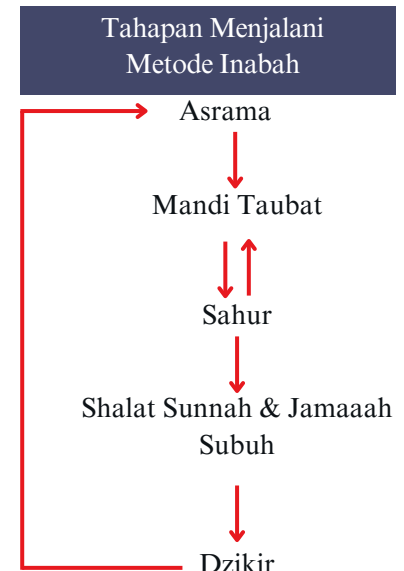 Tahapan Menjalani
Metode Inabah
Asrama
Mandi Taubat
Sahur
Shalat Sunnah & Jamaaah
Subuh
Dzikir